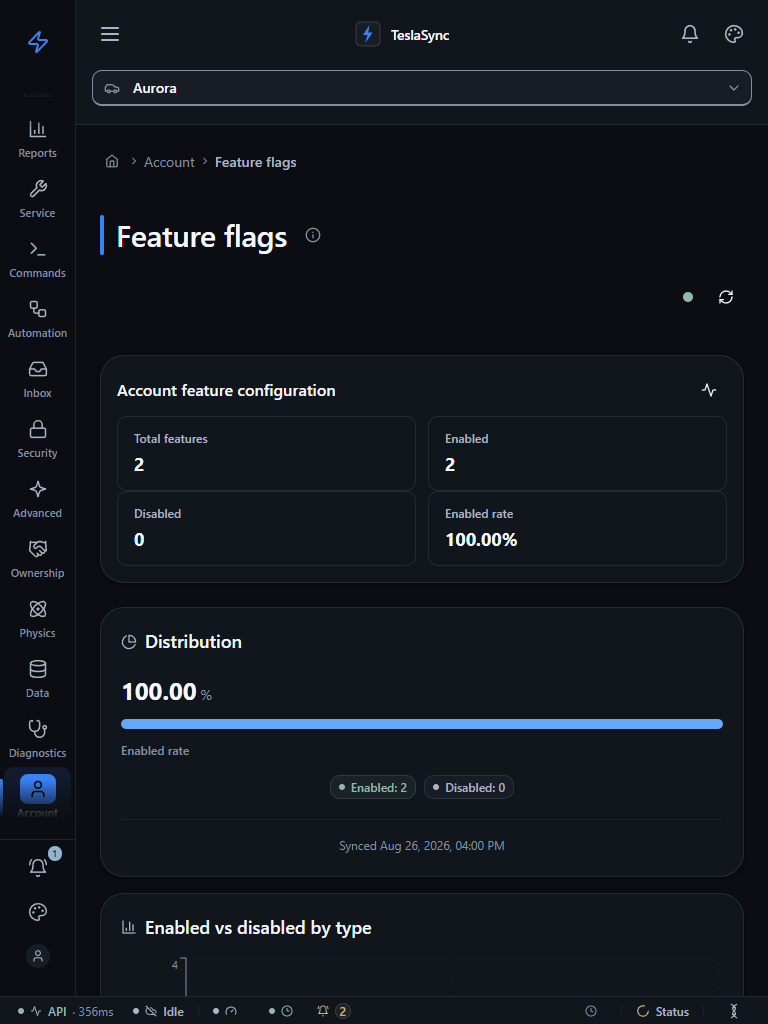 TeslaSync
Aurora
Reports
Service
Commands
Automation
Inbox
Security
Advanced
Ownership
Physics
Data
Diagnostics
Account
1
Account
Feature flags
Feature flags
Account feature configuration
Total features
2
Enabled
2
Disabled
0
Enabled rate
100.00%
Distribution
100.00 %
Enabled rate
Enabled: 2
Disabled: 0
Synced Aug 26, 2026, 04:00 PM
Enabled vs disabled by type
4
API · 356ms
Idle
2
Status